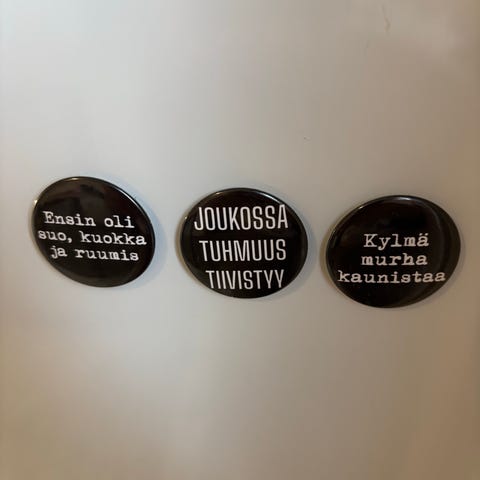 Ensin oli
suo, kuokka
ja ruumis
JOUKOSSA
TUHMUUS
TIIVISTYY
Kylmä
murha
kaunistaa